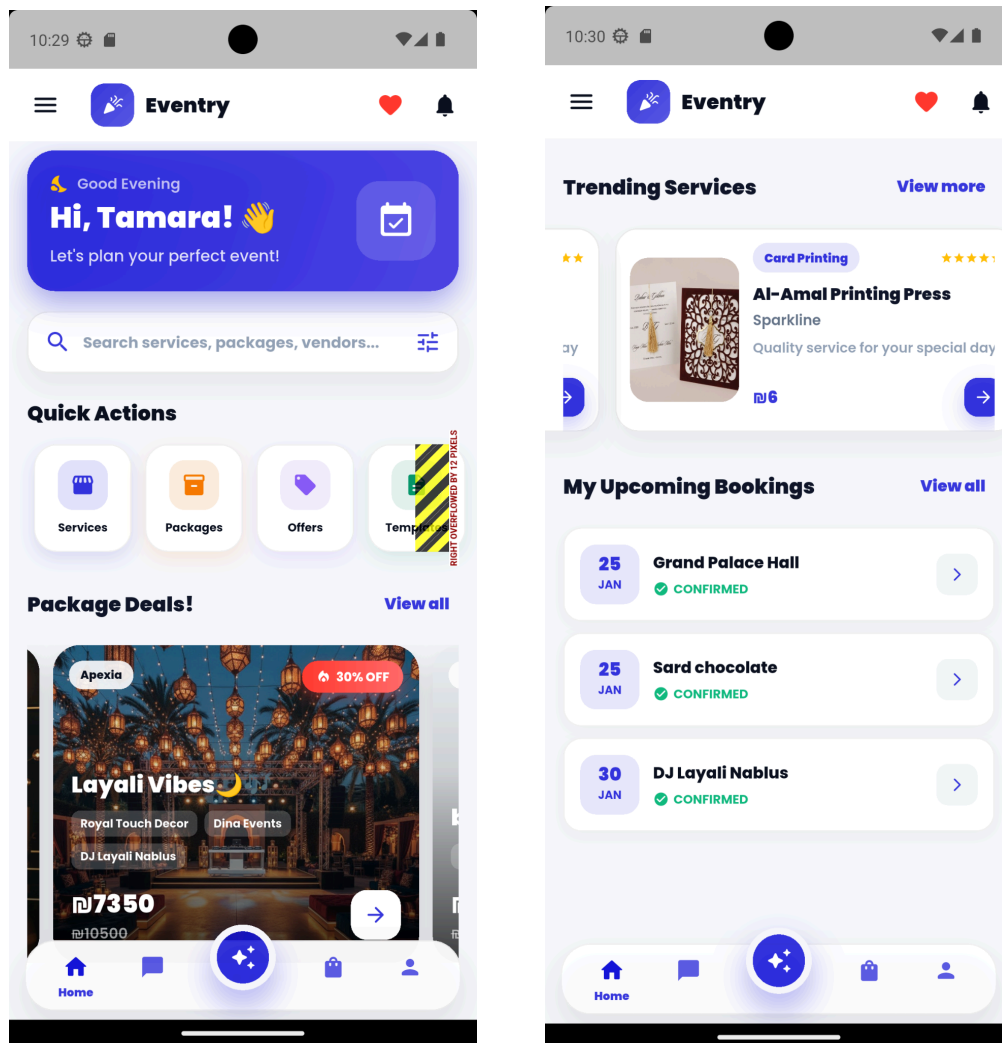 10:29
Eventry
Good Evening
Hi, Tamara! 👋
Let's plan your perfect event!
Search services, packages, vendors...
Quick Actions
Services
Packages
Offers
Templates
RIGHT OVERFLOWED BY 12 PIXELS
Package Deals!
View all
Apexia
30% OFF
Layali Vibes🌙
Royal Touch Decor
Dina Events
DJ Layali Nablus
₪7350
₪10500
Home
10:30
Eventry
Trending Services
View more
ay
Card Printing
Al-Amal Printing Press
Sparkline
Quality service for your special day
₪6
My Upcoming Bookings
View all
25
JAN
Grand Palace Hall
CONFIRMED
25
JAN
Sard chocolate
CONFIRMED
30
JAN
DJ Layali Nablus
CONFIRMED
Home